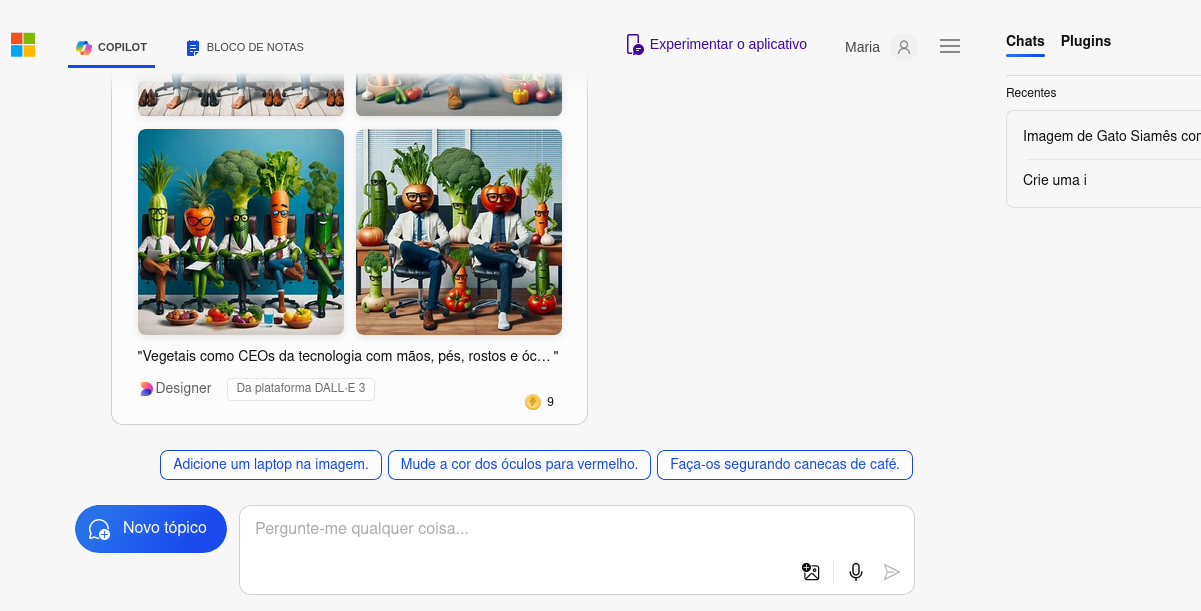 COPILOT
BLOCO DE NOTAS
Experimentar o aplicativo
Maria
Chats
Plugins
Recentes
Imagem de Gato Siamês
Crie uma i
"Vegetais como CEOs da tecnologia com mãos, pés, rostos e óc… "
Designer
Da plataforma DALL·E 3
9
Adicione um laptop na imagem.
Mude a cor dos óculos para vermelho.
Faça-os segurando canecas de café.
Novo tópico
Pergunte-me qualquer coisa...